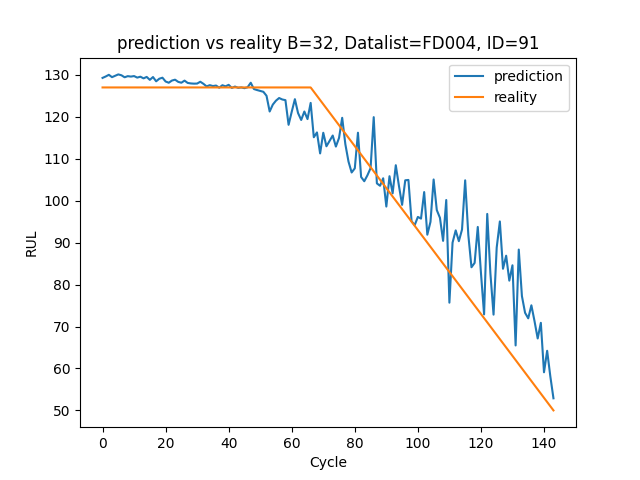 prediction vs reality B=32, Datalist=FD004, ID=91
prediction
reality
RUL
130
120
110
100
90
80
70
60
50
0 20 40 60 80 100 120 140
Cycle